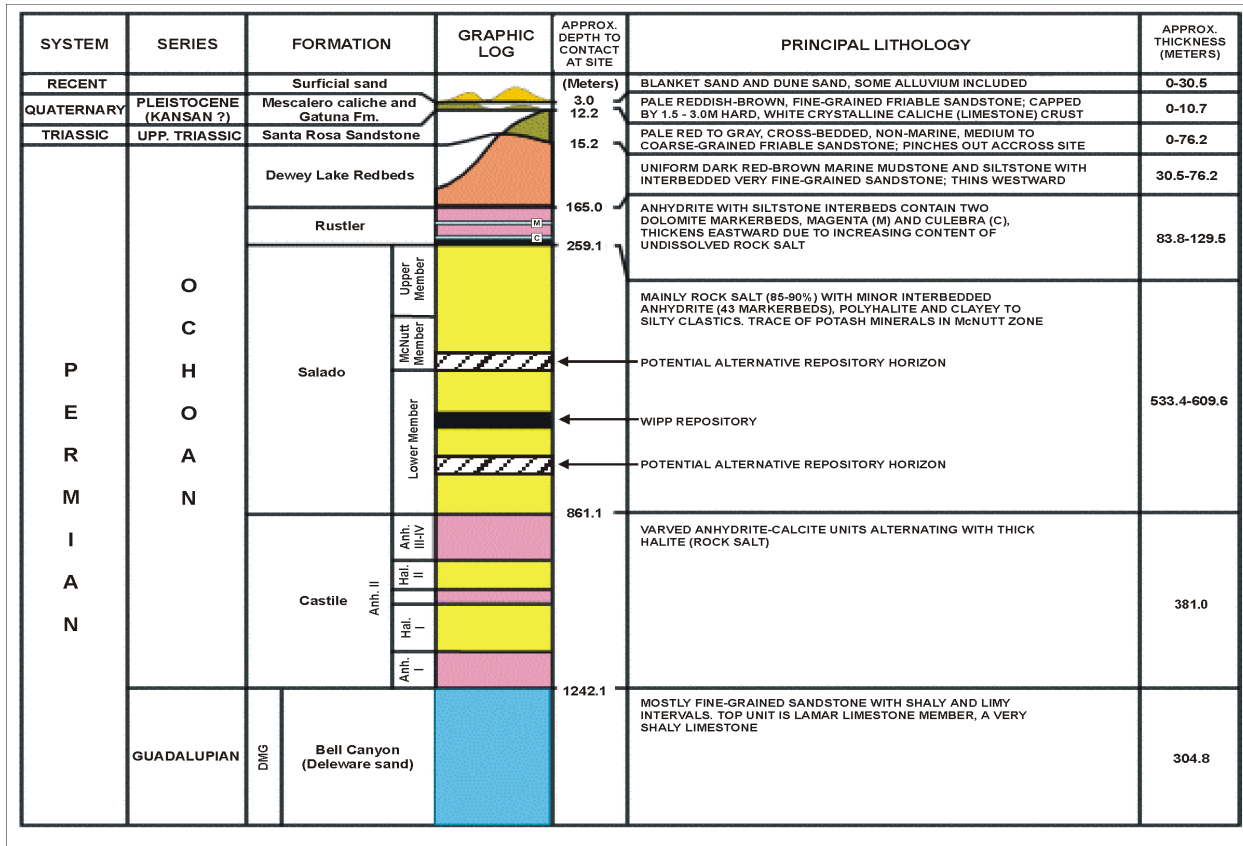 SYSTEM
SERIES
FORMATION
GRAPHIC
LOG
APPROX.
DEPTH TO
CONTACT
AT SITE
PRINCIPAL LITHOLOGY
APPROX.
THICKNESS
(METERS)
RECENT
Surficial sand
(Meters)
3.0
BLANKET SAND AND DUNE SAND, SOME ALLUVIUM INCLUDED
0-30.5
QUATERNARY
PLEISTOCENE
(KANSAN ?)
Mescalero caliche and
Gatuna Fm.
12.2
PALE REDDISH-BROWN, FINE-GRAINED FRIABLE SANDSTONE; CAPPED
BY 1.5 - 3.0M HARD, WHITE CRYSTALLINE CALICHE (LIMESTONE) CRUST
0-10.7
TRIASSIC
UPP. TRIASSIC
Santa Rosa Sandstone
15.2
PALE RED TO GRAY, CROSS-BEDDED, NON-MARINE, MEDIUM TO
COARSE-GRAINED FRIABLE SANDSTONE; PINCHES OUT ACCROSS SITE
0-76.2
PERMIAN
OCHOAN
Dewey Lake Redbeds
165.0
UNIFORM DARK RED-BROWN MARINE MUDSTONE AND SILTSTONE WITH
INTERBEDDED VERY FINE-GRAINED SANDSTONE; THINS WESTWARD
30.5-76.2
Rustler
M
C
259.1
ANHYDRITE WITH SILTSTONE INTERBEDS CONTAIN TWO
DOLOMITE MARKERBEDS, MAGENTA (M) AND CULEBRA (C),
THICKENS EASTWARD DUE TO INCREASING CONTENT OF
UNDISSOLVED ROCK SALT
83.8-129.5
Salado
Upper
Member
McNutt
Member
Lower Member
861.1
MAINLY ROCK SALT (85-90%) WITH MINOR INTERBEDDED
ANHYDRITE (43 MARKERBEDS), POLYHALITE AND CLAYEY TO
SILTY CLASTICS. TRACE OF POTASH MINERALS IN McNUTT ZONE
POTENTIAL ALTERNATIVE REPOSITORY HORIZON
WIPP REPOSITORY
POTENTIAL ALTERNATIVE REPOSITORY HORIZON
533.4-609.6
Castile
Anh. II
Anh.
III-IV
Hal.
II
Hal.
I
Anh.
I
1242.1
VARVED ANHYDRITE-CALCITE UNITS ALTERNATING WITH THICK
HALITE (ROCK SALT)
381.0
GUADALUPIAN
DMG
Bell Canyon
(Deleware sand)
MOSTLY FINE-GRAINED SANDSTONE WITH SHALY AND LIMY
INTERVALS. TOP UNIT IS LAMAR LIMESTONE MEMBER, A VERY
SHALY LIMESTONE
304.8